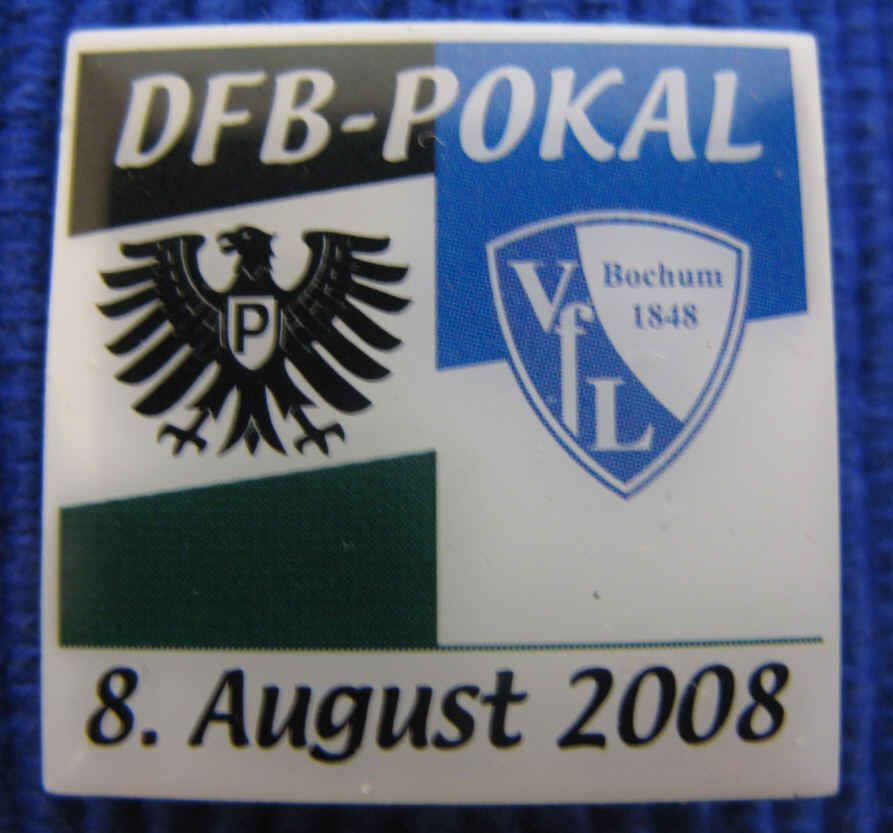 DFB-POKAL
P
VfL
Bochum
1848
8. August 2008